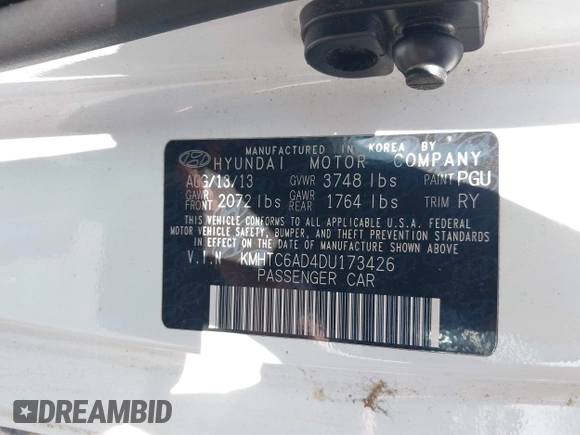 MANUFACTURED IN KOREA BY
HYUNDAI MOTOR COMPANY
AUG/13/13 GVWR 3748 lbs PAINT PGU
GAWR FRONT 2072 lbs GAWR REAR 1764 lbs TRIM RY
THIS VEHICLE CONFORMS TO ALL APPLICABLE U.S.A. FEDERAL
MOTOR VEHICLE SAFETY, BUMPER, AND THEFT PREVENTION STANDARDS
IN EFFECT ON THE DATE OF MANUFACTURE SHOWN ABOVE.
V.I.N. KMHTC6AD4DU173426
PASSENGER CAR
DREAMBID